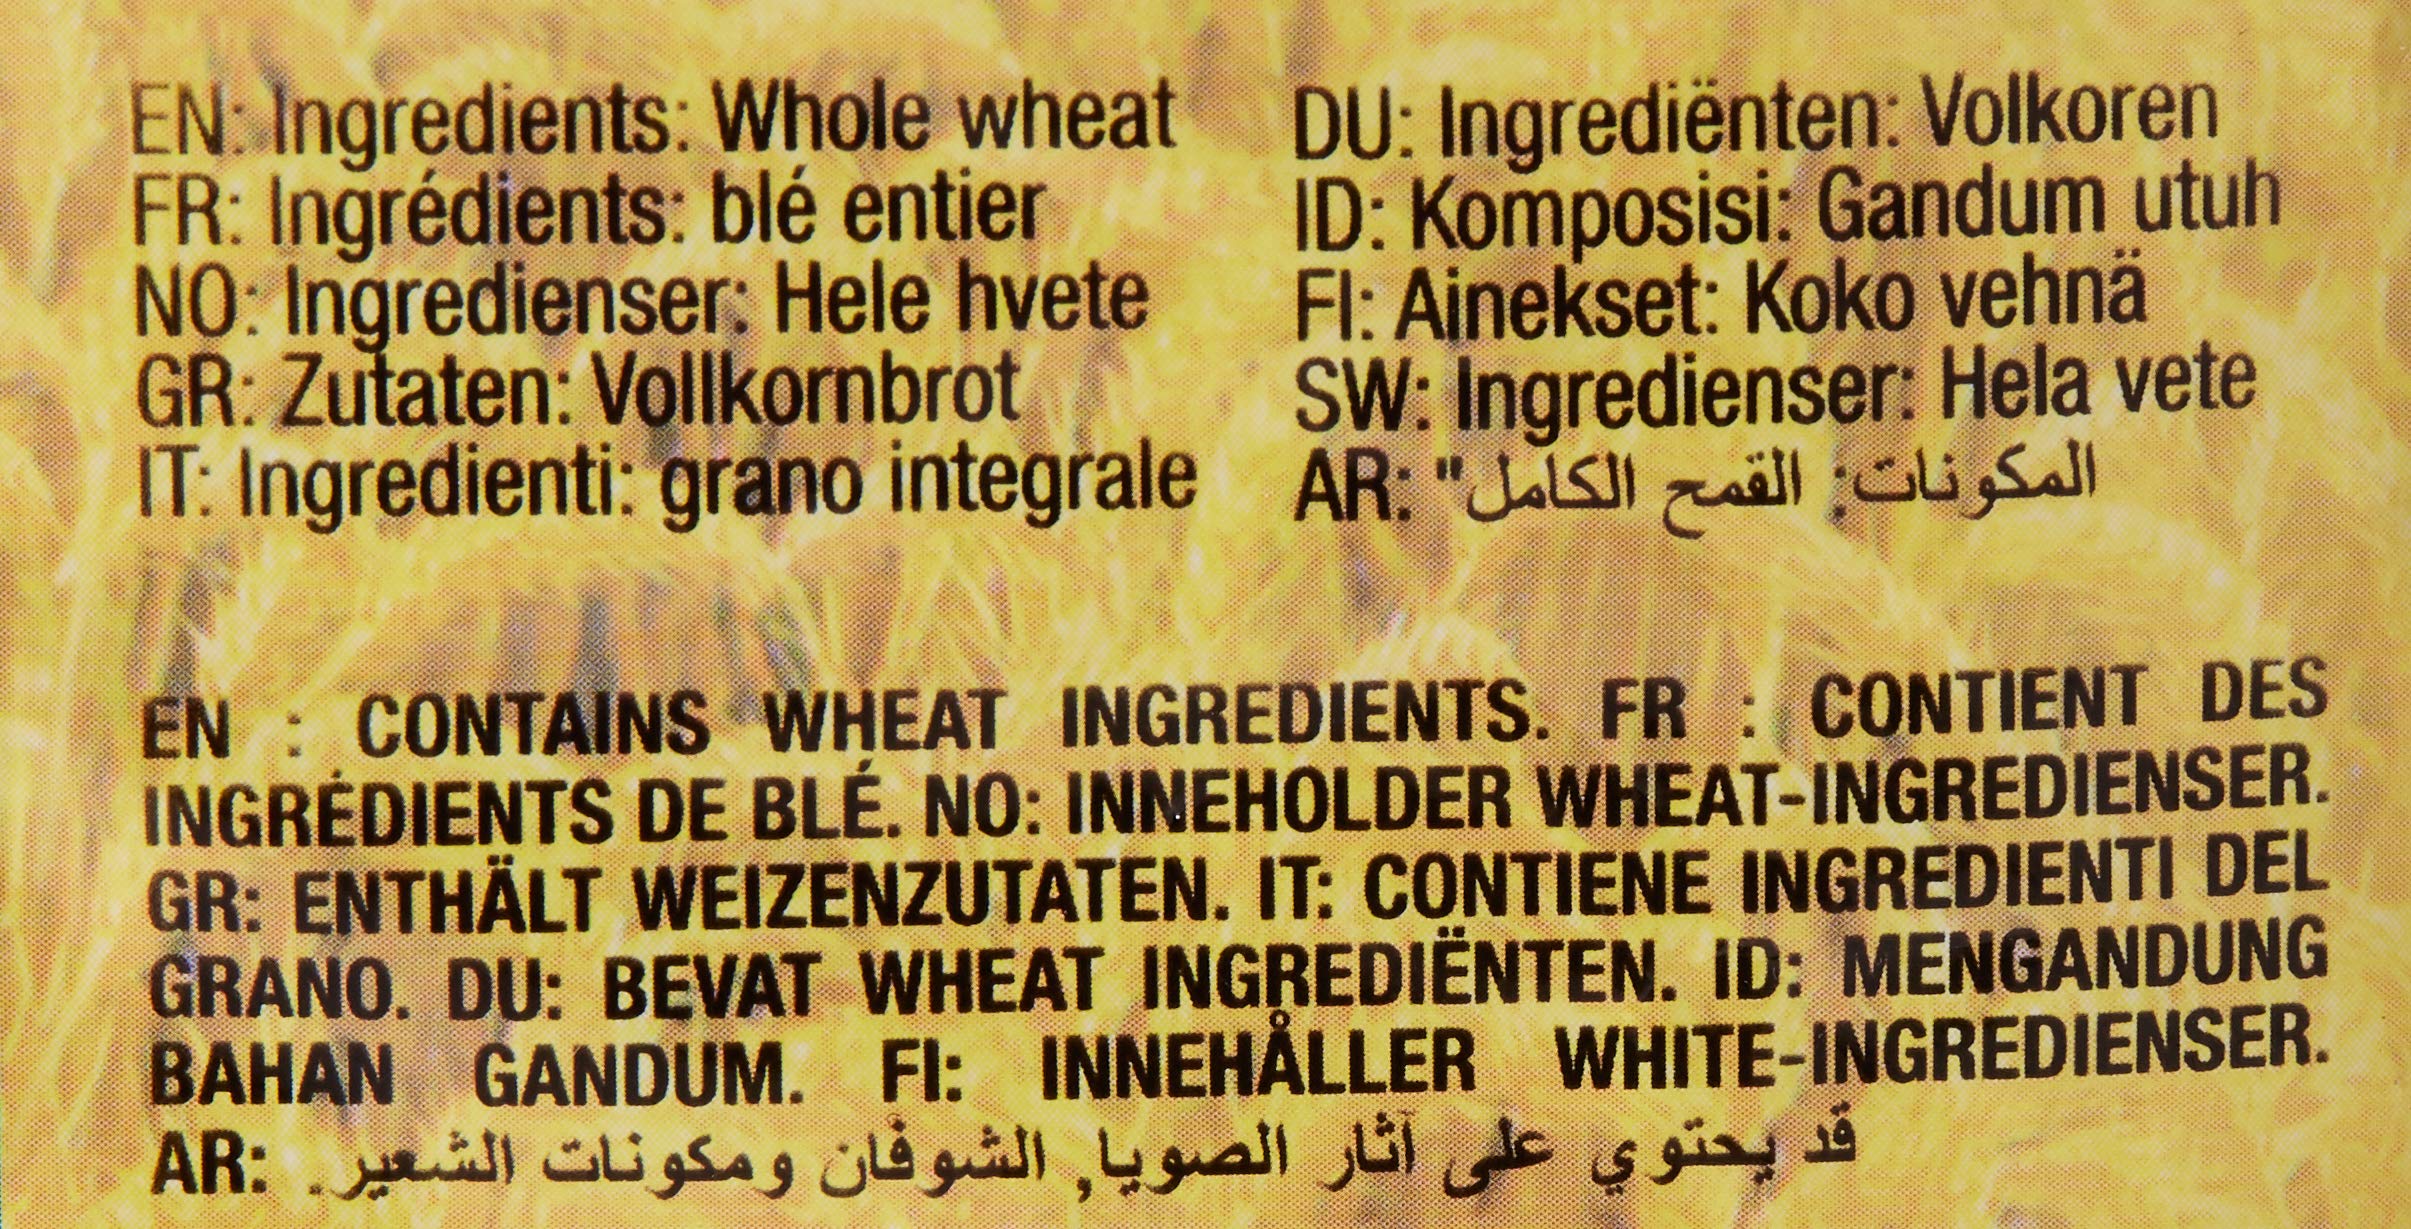 EN: Ingredients: Whole wheat
FR: Ingrédients: blé entier
NO: Ingredienser: Hele hvete
GR: Zutaten: Vollkornbrot
IT: Ingredienti: grano integrale
DU: Ingrediënten: Volkoren
ID: Komposisi: Gandum utuh
FI: Ainekset: Koko vehnä
SW: Ingredienser: Hela vete
AR: "المكونات: القمح الكامل
EN : CONTAINS WHEAT INGREDIENTS. FR : CONTIENT DES
INGRÉDIENTS DE BLÉ. NO: INNEHOLDER WHEAT-INGREDIENSER.
GR: ENTHÄLT WEIZENZUTATEN. IT: CONTIENE INGREDIENTI DEL
GRANO. DU: BEVAT WHEAT INGREDIËNTEN. ID: MENGANDUNG
BAHAN GANDUM. FI: INNEHÅLLER WHITE-INGREDIENSER.
AR: قد يحتوي على آثار الصويا, الشوفان ومكونات الشعير.